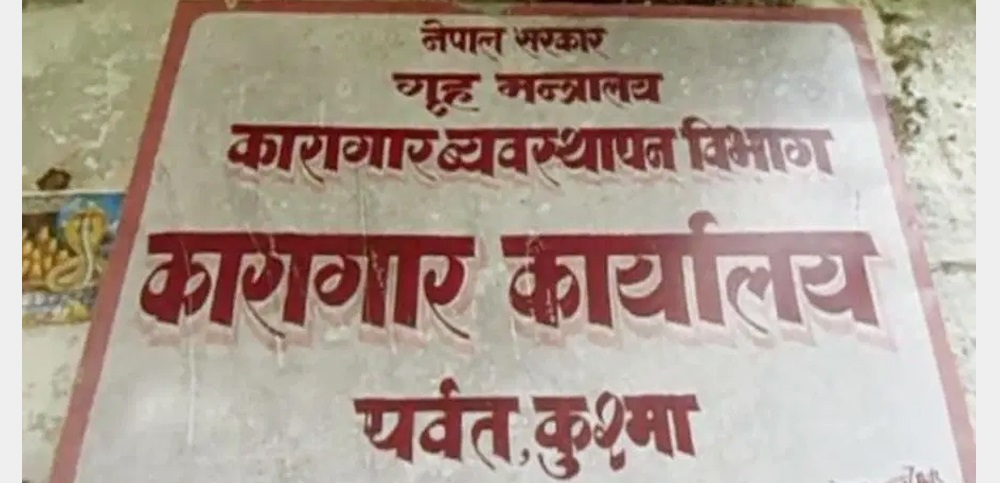 नेपाल सरकार
गृह मन्त्रालय
कारागार व्यवस्थापन विभाग
कारागार कार्यालय
पर्वत, कुश्मा